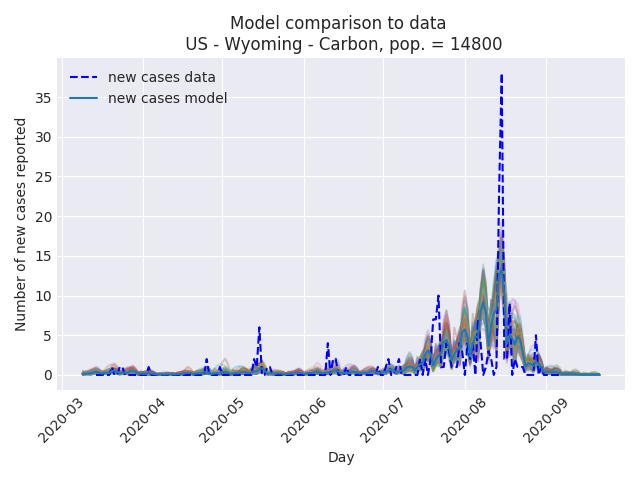 Model comparison to data
US - Wyoming - Carbon, pop. = 14800
new cases data
new cases model
Number of new cases reported
35
30
25
20
15
10
5
0
2020-03
2020-04
2020-05
2020-06
2020-07
2020-08
2020-09
Day